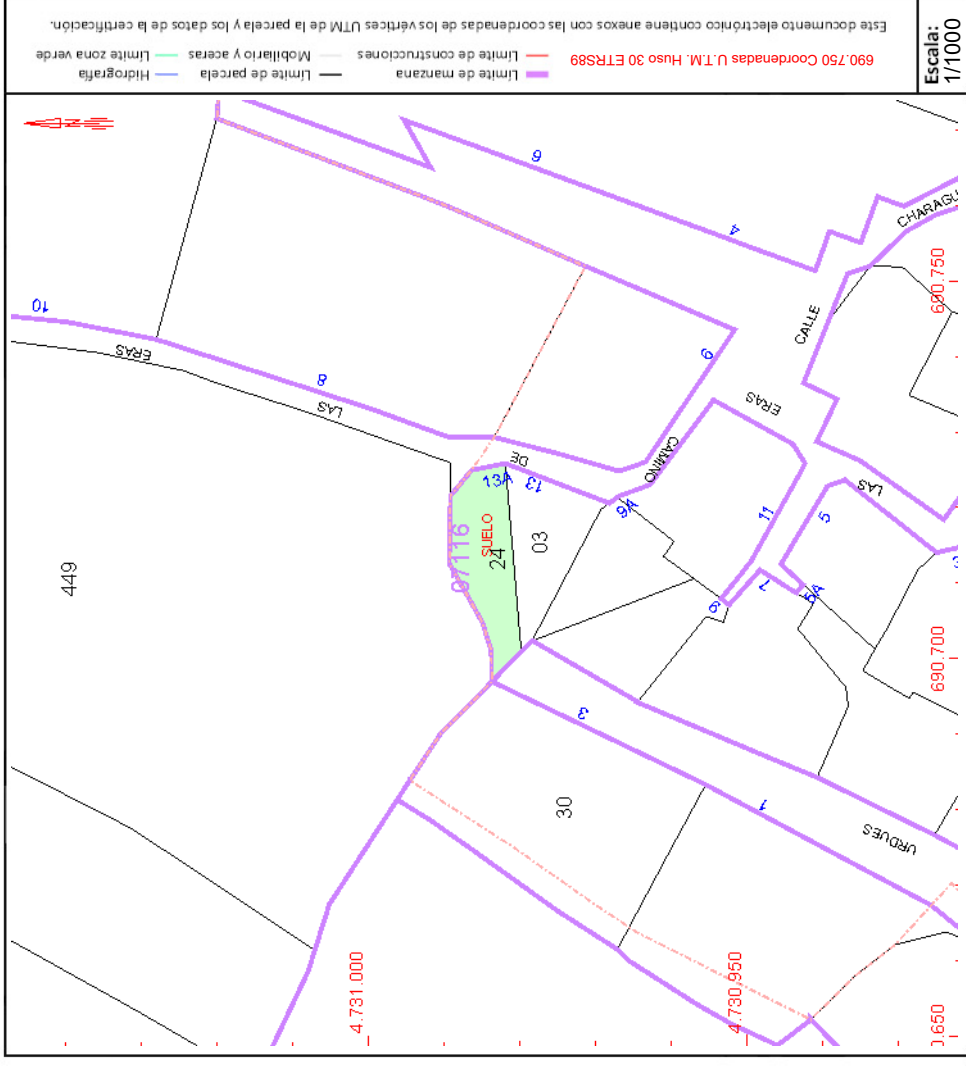 Este documento electrónico contiene anexos con las coordenadas de los vértices UTM de la parcela y los datos de la certificación.
690.750 Coordenadas U.T.M. Huso 30 ETRS89
Límite de manzana
Límite de construcciones
Límite de parcela
Mobiliario y aceras
Hidrografía
Límite zona verde
Escala:
1/1000
10
ERAS
8
LAS
6
4
CHARAGU
690.750
CALLE
9
ERAS
CAMINO
DE
13A
13
9A
11
LAS
5
449
07116
SUELO
24
03
9
7
5A
3
690.700
3
30
1
URDUES
4.731.000
4.730.950
0.650